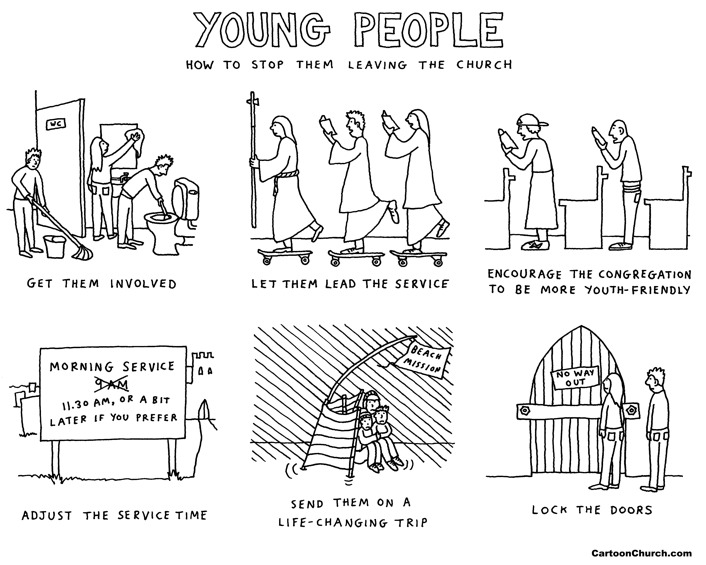 YOUNG PEOPLE
HOW TO STOP THEM LEAVING THE CHURCH
WC
GET THEM INVOLVED
LET THEM LEAD THE SERVICE
ENCOURAGE THE CONGREGATION
TO BE MORE YOUTH-FRIENDLY
MORNING SERVICE
9 AM
11.30 AM, OR A BIT
LATER IF YOU PREFER
ADJUST THE SERVICE TIME
BEACH
MISSION
SEND THEM ON A
LIFE-CHANGING TRIP
NO WAY
OUT
LOCK THE DOORS
CartoonChurch.com